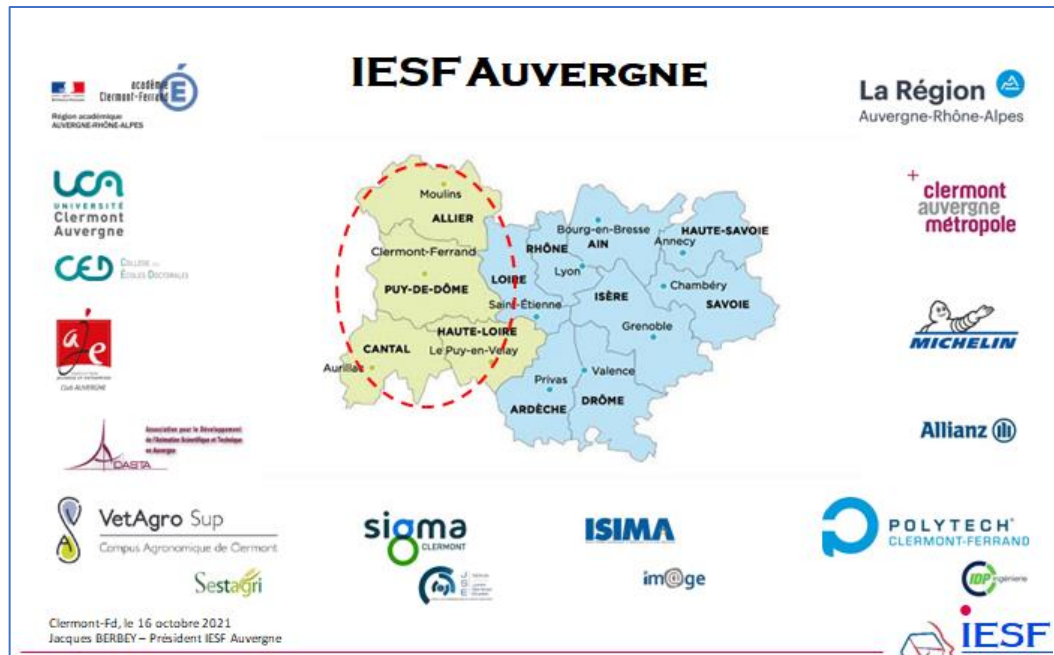 IESF AUVERGNE
académie
Clermont-Ferrand
É
Région académique
AUVERGNE-RHÔNE-ALPES
La Région
Auvergne-Rhône-Alpes
UCA
UNIVERSITÉ
Clermont
Auvergne
CED COLLÈGE DES
ÉCOLES DOCTORALES
+
clermont
auvergne
métropole
Moulins
ALLIER
Clermont-Ferrand
PUY-DE-DÔME
HAUTE-LOIRE
CANTAL
Le Puy-en-Velay
Aurillac
Bourg-en-Bresse
AIN
HAUTE-SAVOIE
RHÔNE
Annecy
Lyon
LOIRE
Chambéry
ISÈRE
SAVOIE
Saint-Étienne
Grenoble
Privas
Valence
ARDÈCHE
DRÔME
aje
Club AUVERGNE
MICHELIN
Association pour le Développement
de l'Animation Scientifique et Technique
en Auvergne
ADASTA
Allianz
VetAgro Sup
Campus Agronomique de Clermont
Sestagri
sigma
CLERMONT
JSE
ISIMA
im@ge
POLYTECH
CLERMONT-FERRAND
IDP
ingénierie
Clermont-Fd, le 16 octobre 2021
Jacques BERBEY – Président IESF Auvergne
IESF